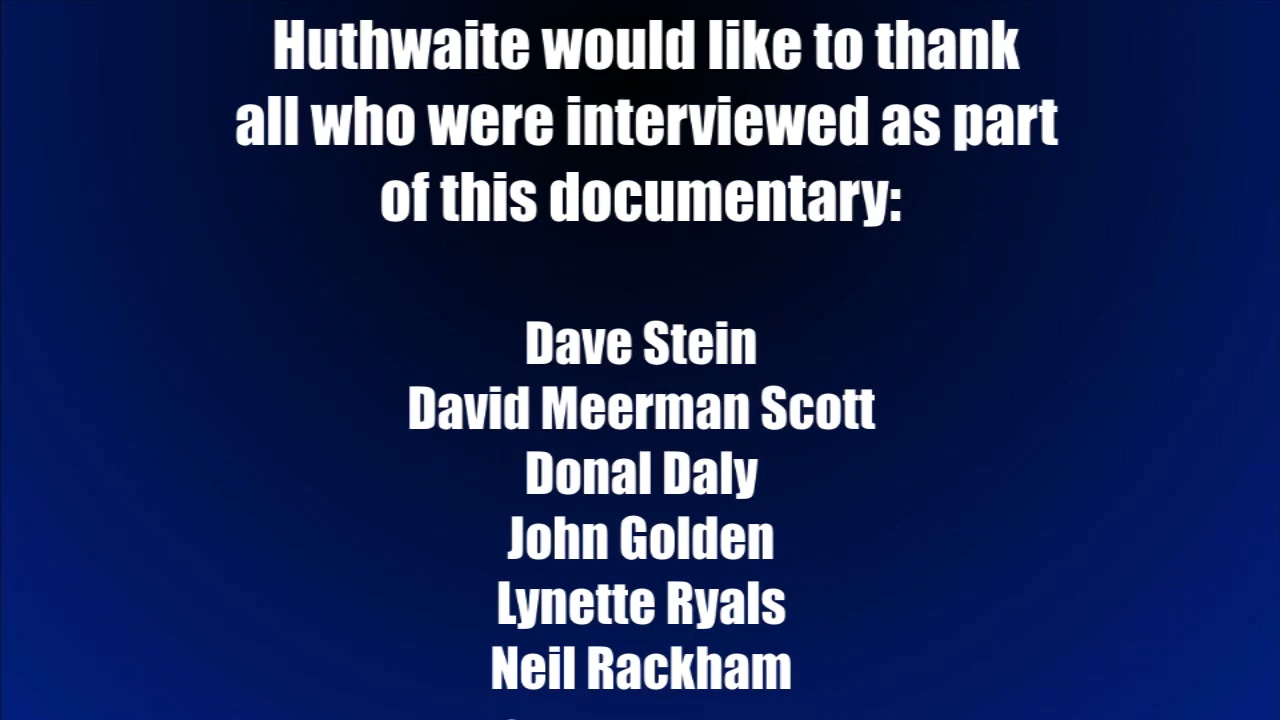 Huthwaite would like to thank
all who were interviewed as part
of this documentary:
Dave Stein
David Meerman Scott
Donal Daly
John Golden
Lynette Ryals
Neil Rackham